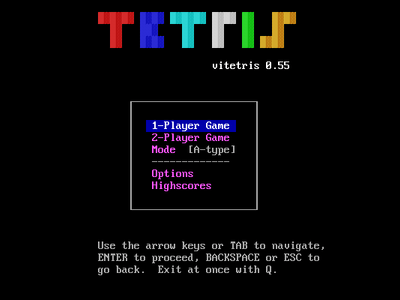 TETRIS
vitetris 0.55
1-Player Game
2-Player Game
Mode [A-type]
-------------
Options
Highscores
Use the arrow keys or TAB to navigate,
ENTER to proceed, BACKSPACE or ESC to
go back.  Exit at once with Q.